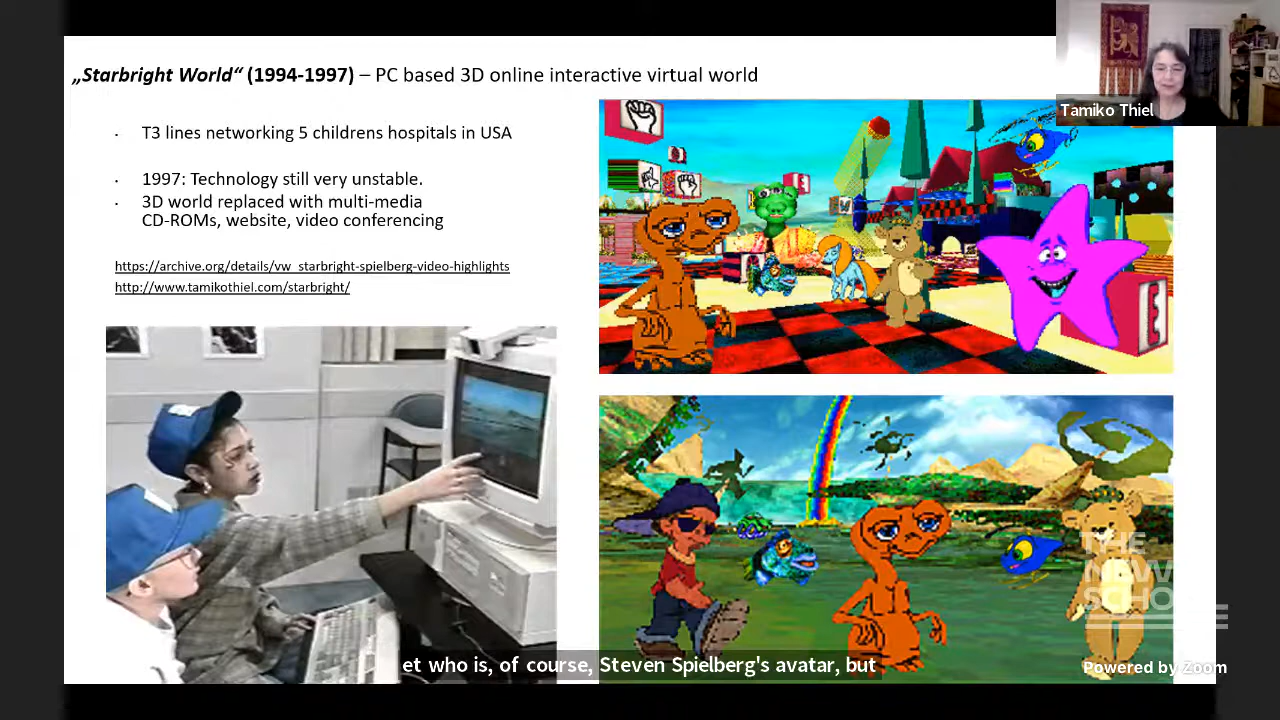 „Starbright World“ (1994-1997) – PC based 3D online interactive virtual world
Tamiko Thiel
· T3 lines networking 5 childrens hospitals in USA
· 1997: Technology still very unstable.
· 3D world replaced with multi-media
CD-ROMs, website, video conferencing
https://archive.org/details/vw_starbright-spielberg-video-highlights
http://www.tamikothiel.com/starbright/
E
W
E
THE
NEW
SCHO
et who is, of course, Steven Spielberg's avatar, but
Powered by Zoom